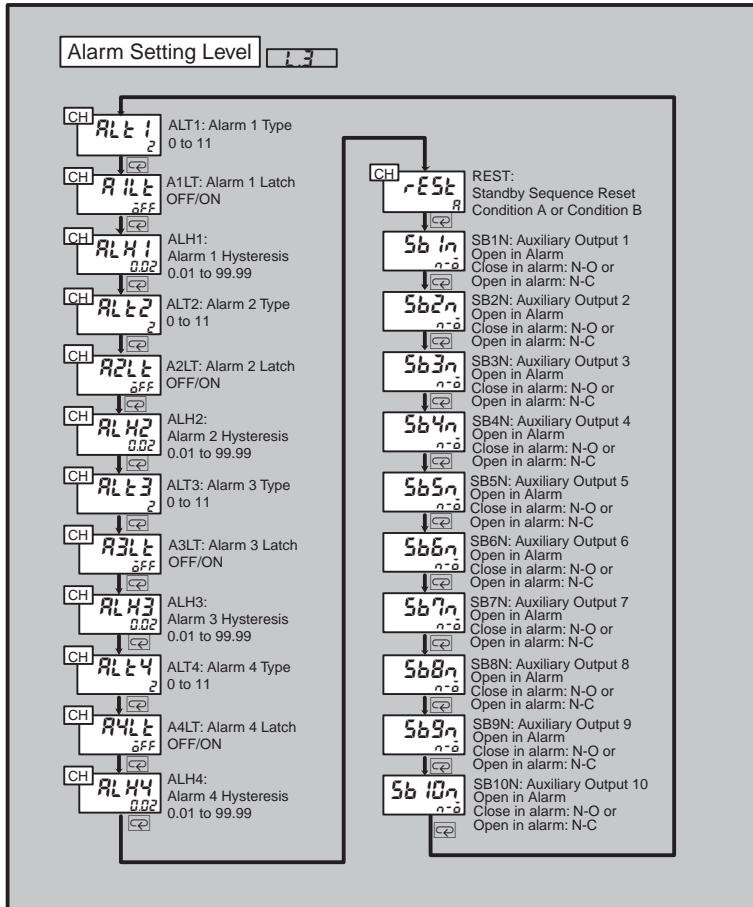 Alarm Setting Level L.3
CH
ALt1
2
ALT1: Alarm 1 Type
0 to 11
CH
A1Lt
oFF
A1LT: Alarm 1 Latch
OFF/ON
CH
ALH1
0.02
ALH1:
Alarm 1 Hysteresis
0.01 to 99.99
CH
ALt2
2
ALT2: Alarm 2 Type
0 to 11
CH
A2Lt
oFF
A2LT: Alarm 2 Latch
OFF/ON
CH
ALH2
0.02
ALH2:
Alarm 2 Hysteresis
0.01 to 99.99
CH
ALt3
2
ALT3: Alarm 3 Type
0 to 11
CH
A3Lt
oFF
A3LT: Alarm 3 Latch
OFF/ON
CH
ALH3
0.02
ALH3:
Alarm 3 Hysteresis
0.01 to 99.99
CH
ALt4
2
ALT4: Alarm 4 Type
0 to 11
CH
A4Lt
oFF
A4LT: Alarm 4 Latch
OFF/ON
CH
ALH4
0.02
ALH4:
Alarm 4 Hysteresis
0.01 to 99.99
CH
rESt
A
REST:
Standby Sequence Reset
Condition A or Condition B
Sb1n
n-o
SB1N: Auxiliary Output 1
Open in Alarm
Close in alarm: N-O or
Open in alarm: N-C
Sb2n
n-o
SB2N: Auxiliary Output 2
Open in Alarm
Close in alarm: N-O or
Open in alarm: N-C
Sb3n
n-o
SB3N: Auxiliary Output 3
Open in Alarm
Close in alarm: N-O or
Open in alarm: N-C
Sb4n
n-o
SB4N: Auxiliary Output 4
Open in Alarm
Close in alarm: N-O or
Open in alarm: N-C
Sb5n
n-o
SB5N: Auxiliary Output 5
Open in Alarm
Close in alarm: N-O or
Open in alarm: N-C
Sb6n
n-o
SB6N: Auxiliary Output 6
Open in Alarm
Close in alarm: N-O or
Open in alarm: N-C
Sb7n
n-o
SB7N: Auxiliary Output 7
Open in Alarm
Close in alarm: N-O or
Open in alarm: N-C
Sb8n
n-o
SB8N: Auxiliary Output 8
Open in Alarm
Close in alarm: N-O or
Open in alarm: N-C
Sb9n
n-o
SB9N: Auxiliary Output 9
Open in Alarm
Close in alarm: N-O or
Open in alarm: N-C
Sb10n
n-o
SB10N: Auxiliary Output 10
Open in Alarm
Close in alarm: N-O or
Open in alarm: N-C